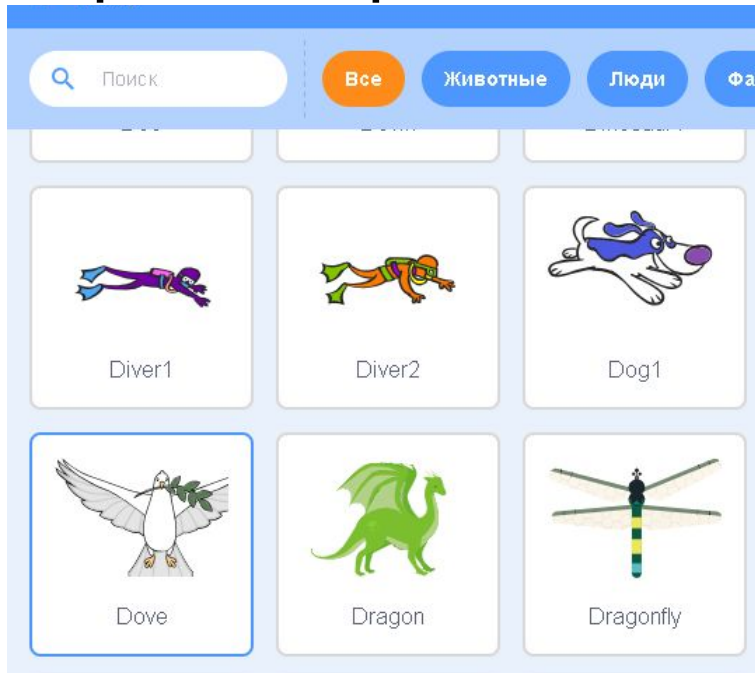 Поиск
Все
Животные
Люди
Diver1
Diver2
Dog1
Dove
Dragon
Dragonfly